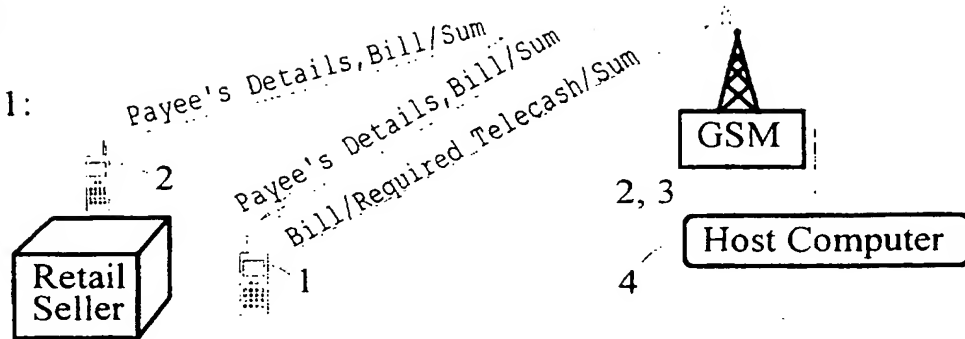 1:
Payee's Details,Bill/Sum
Payee's Details,Bill/Sum
Bill/Required Telecash/Sum
GSM
2
2, 3
Host Computer
Retail
Seller
1
4